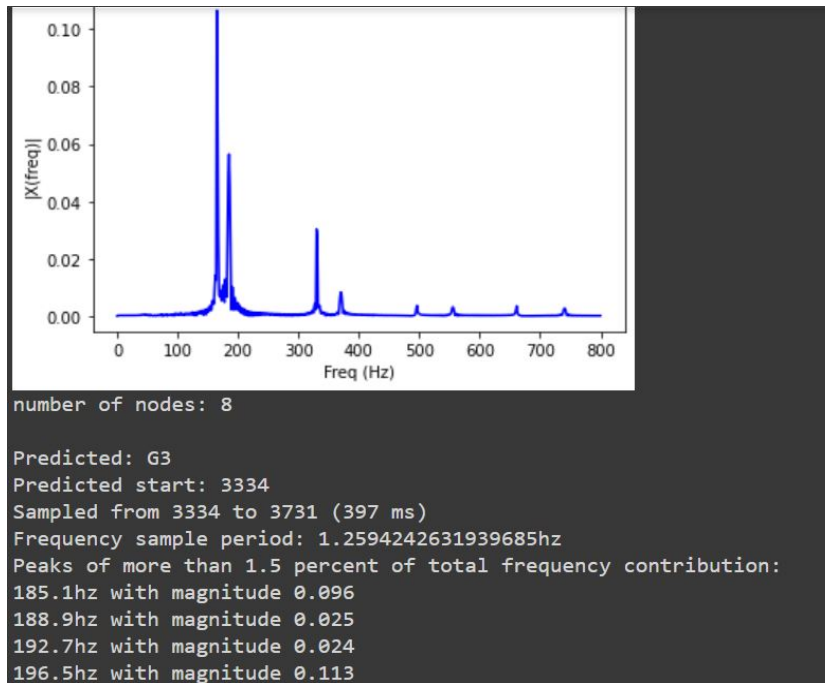 0.10
0.08
0.06
0.04
0.02
0.00
|X(freq)|
0 100 200 300 400 500 600 700 800
Freq (Hz)
number of nodes: 8
Predicted: G3
Predicted start: 3334
Sampled from 3334 to 3731 (397 ms)
Frequency sample period: 1.2594242631939685hz
Peaks of more than 1.5 percent of total frequency contribution:
185.1hz with magnitude 0.096
188.9hz with magnitude 0.025
192.7hz with magnitude 0.024
196.5hz with magnitude 0.113